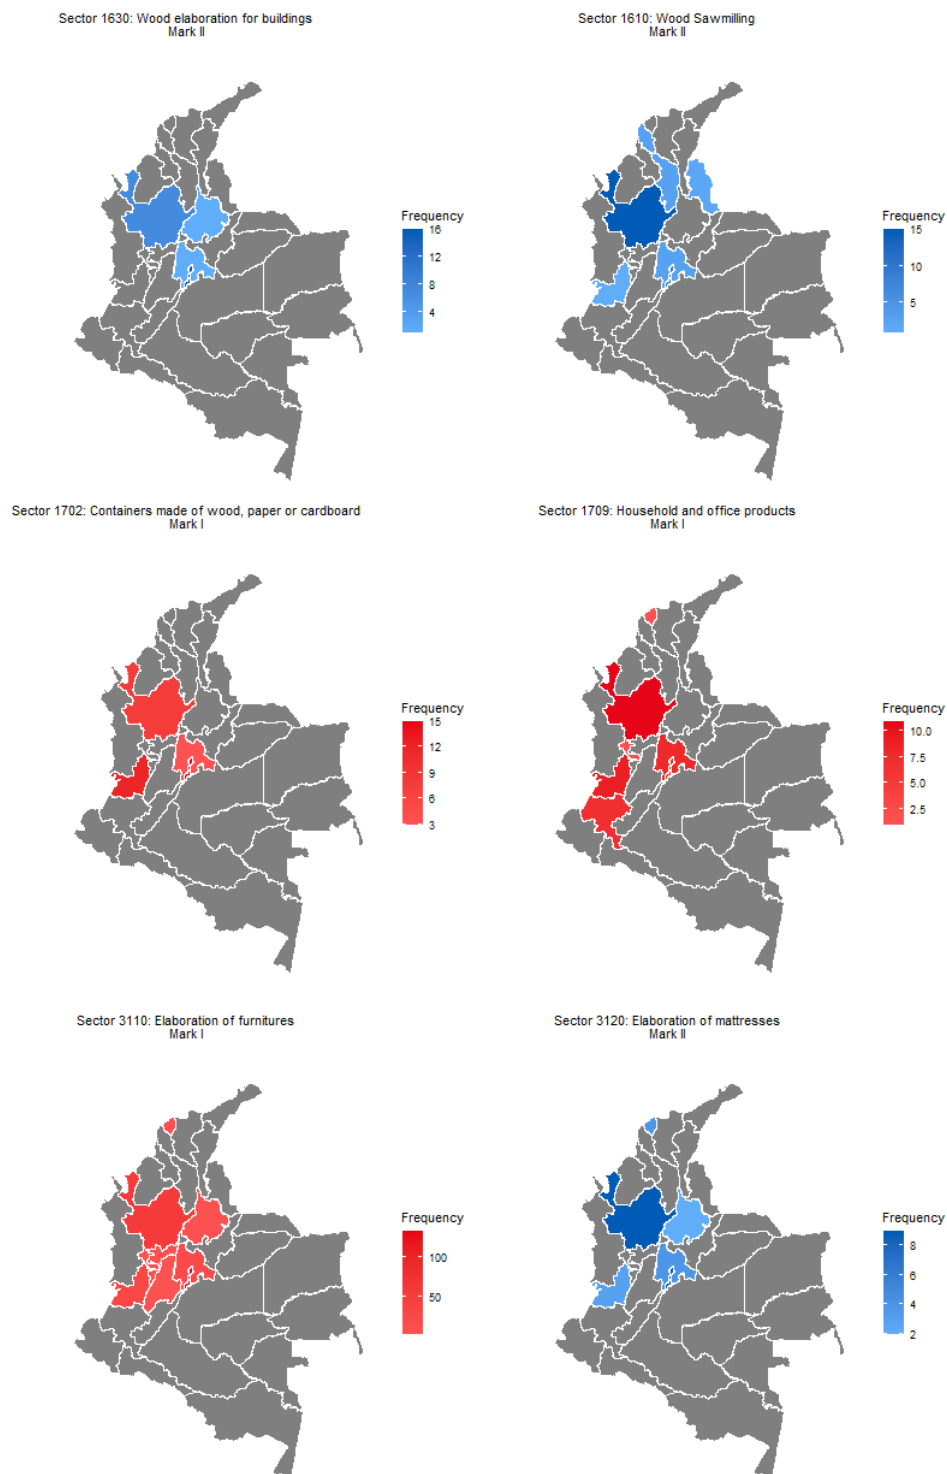 Sector 1630: Wood elaboration for buildings
Mark II
Frequency
16
12
8
4
Sector 1610: Wood Sawmilling
Mark II
Frequency
15
10
5
Sector 1702: Containers made of wood, paper or cardboard
Mark I
Frequency
15
12
9
6
3
Sector 1709: Household and office products
Mark I
Frequency
10.0
7.5
5.0
2.5
Sector 3110: Elaboration of furnitures
Mark I
Frequency
100
50
Sector 3120: Elaboration of mattresses
Mark II
Frequency
8
6
4
2